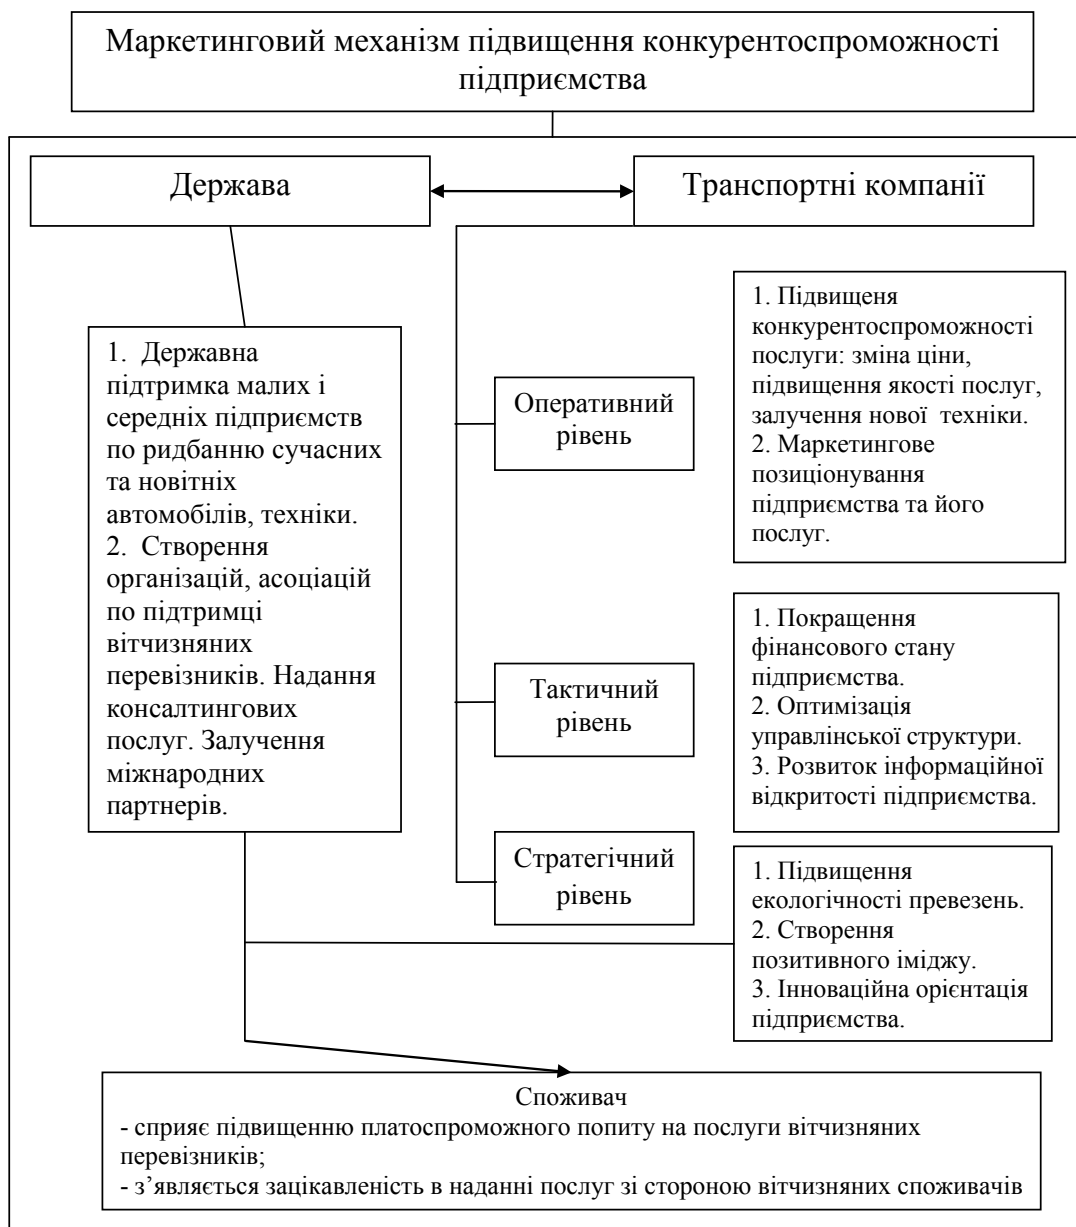 Маркетинговий механізм підвищення конкурентоспроможності
підприємства
Держава
Транспортні компанії
1. Державна
підтримка малих і
середніх підприємств
по ридбанню сучасних
та новітніх
автомобілів, техніки.
2. Створення
організацій, асоціацій
по підтримці
вітчизняних
перевізників. Надання
консалтингових
послуг. Залучення
міжнародних
партнерів.
Оперативний
рівень
1. Підвищеня
конкурентоспроможності
послуги: зміна ціни,
підвищення якості послуг,
залучення нової техніки.
2. Маркетингове
позиціонування
підприємства та його
послуг.
Тактичний
рівень
1. Покращення
фінансового стану
підприємства.
2. Оптимізація
управлінської структури.
3. Розвиток інформаційної
відкритості підприємства.
Стратегічний
рівень
1. Підвищення
екологічності превезень.
2. Створення
позитивного іміджу.
3. Інноваційна орієнтація
підприємства.
Споживач
- сприяє підвищенню платоспроможного попиту на послуги вітчизняних
перевізників;
- з’являється зацікавленість в наданні послуг зі стороною вітчизняних споживачів